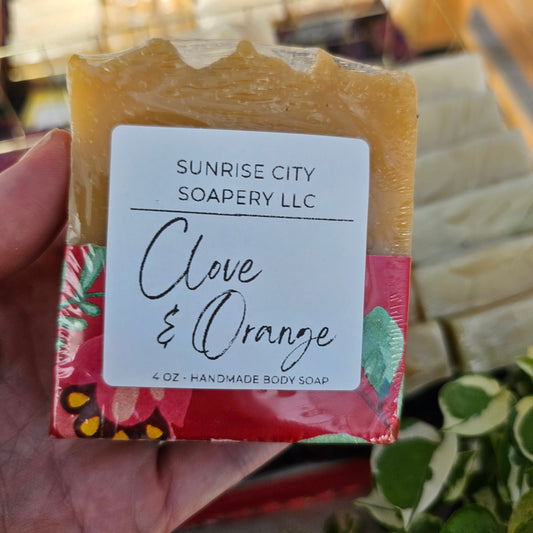 SUNRISE CITY
SOAPERY LLC
Clove
& Orange
4 OZ - HANDMADE BODY SOAP